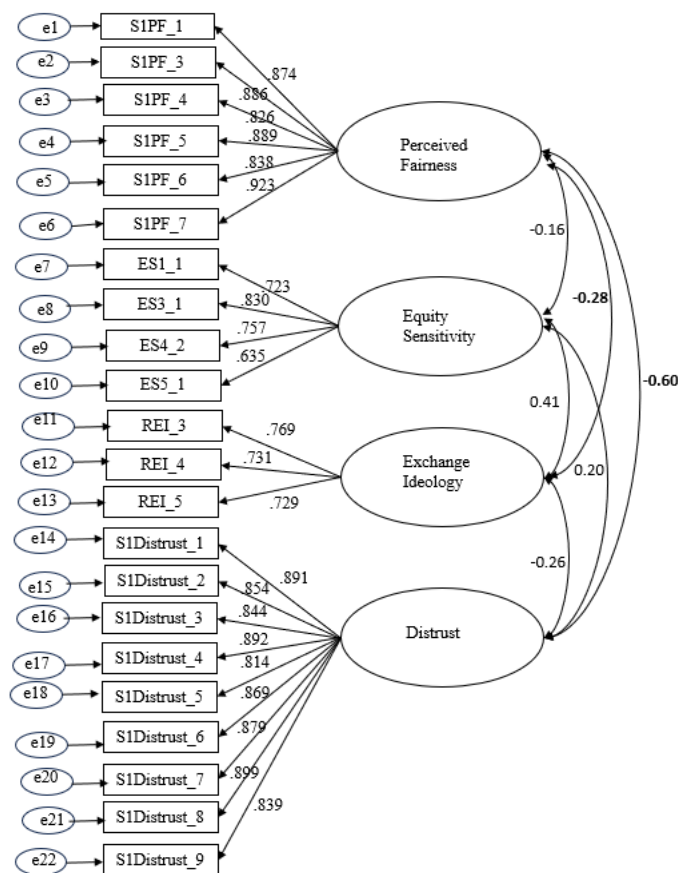 e1
S1PF_1
e2
S1PF_3
.874
e3
S1PF_4
.886
.826
e4
S1PF_5
.889
Perceived
Fairness
e5
S1PF_6
.838
.923
e6
S1PF_7
-0.16
e7
ES1_1
.723
-0.28
e8
ES3_1
.830
Equity
Sensitivity
e9
ES4_2
.757
.635
-0.60
e10
ES5_1
0.41
e11
REI_3
.769
e12
REI_4
.731
Exchange
Ideology
0.20
e13
REI_5
.729
e14
S1Distrust_1
-0.26
e15
S1Distrust_2
.891
.854
e16
S1Distrust_3
.844
Distrust
e17
S1Distrust_4
.892
.814
e18
S1Distrust_5
.869
e19
S1Distrust_6
.879
e20
S1Distrust_7
.899
e21
S1Distrust_8
.839
e22
S1Distrust_9